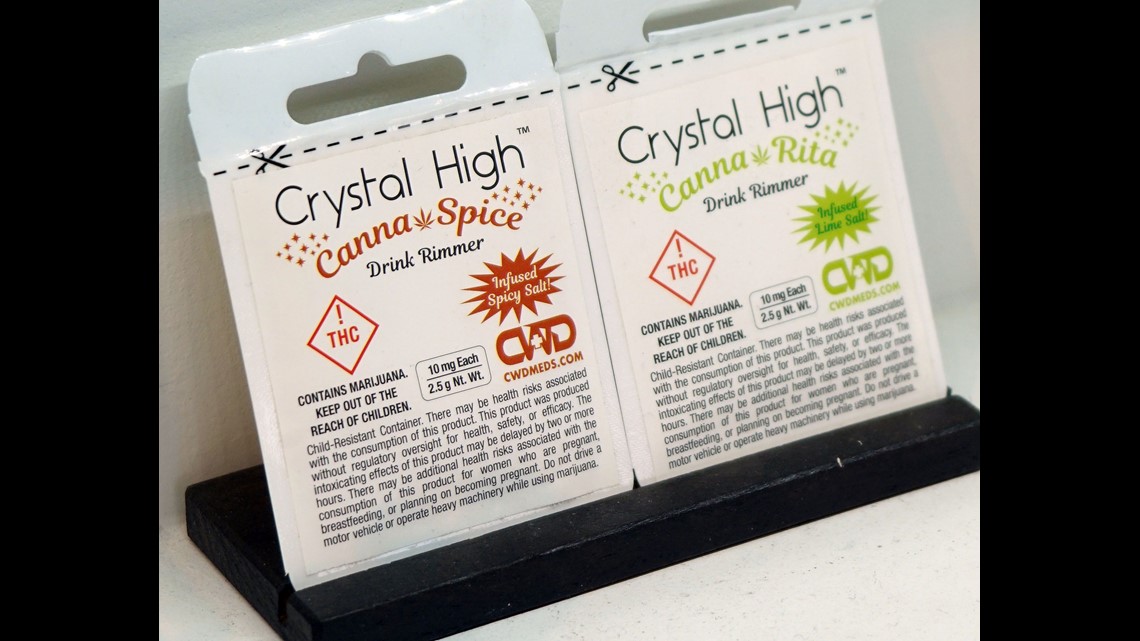 Crystal High™
Canna Spice
Drink Rimmer
Infused
Spicy Salt!
!
THC
CWD
CWDMEDS.COM
10 mg Each
2.5 g Nt. Wt.
CONTAINS MARIJUANA.
KEEP OUT OF THE
REACH OF CHILDREN.
Child-Resistant Container. There may be health risks associated
with the consumption of this product. This product was produced
without regulatory oversight for health, safety, or efficacy. The
intoxicating effects of this product may be delayed by two or more
hours. There may be additional health risks associated with the
consumption of this product for women who are pregnant,
breastfeeding, or planning on becoming pregnant. Do not drive a
motor vehicle or operate heavy machinery while using marijuana.
Crystal High™
Canna Rita
Drink Rimmer
Infused
Lime Salt!
!
THC
CWD
CWDMEDS.COM
10 mg Each
2.5 g Nt. Wt.
CONTAINS MARIJUANA.
KEEP OUT OF THE
REACH OF CHILDREN.
Child-Resistant Container. There may be health risks associated
with the consumption of this product. This product was produced
without regulatory oversight for health, safety, or efficacy. The
intoxicating effects of this product may be delayed by two or more
hours. There may be additional health risks associated with the
consumption of this product for women who are pregnant,
breastfeeding, or planning on becoming pregnant. Do not drive a
motor vehicle or operate heavy machinery while using marijuana.